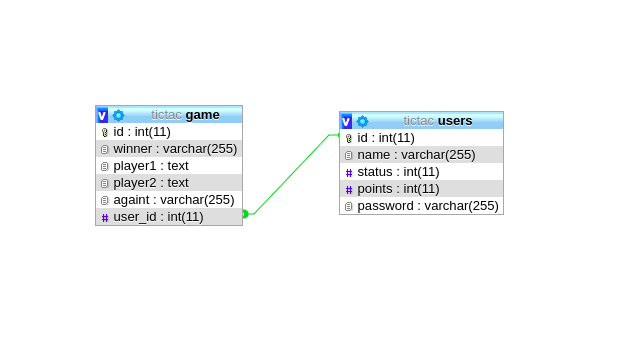 v tictac game
id : int(11)
winner : varchar(255)
player1 : text
player2 : text
againt : varchar(255)
# user_id : int(11)
v tictac users
id : int(11)
name : varchar(255)
# status : int(11)
# points : int(11)
password : varchar(255)